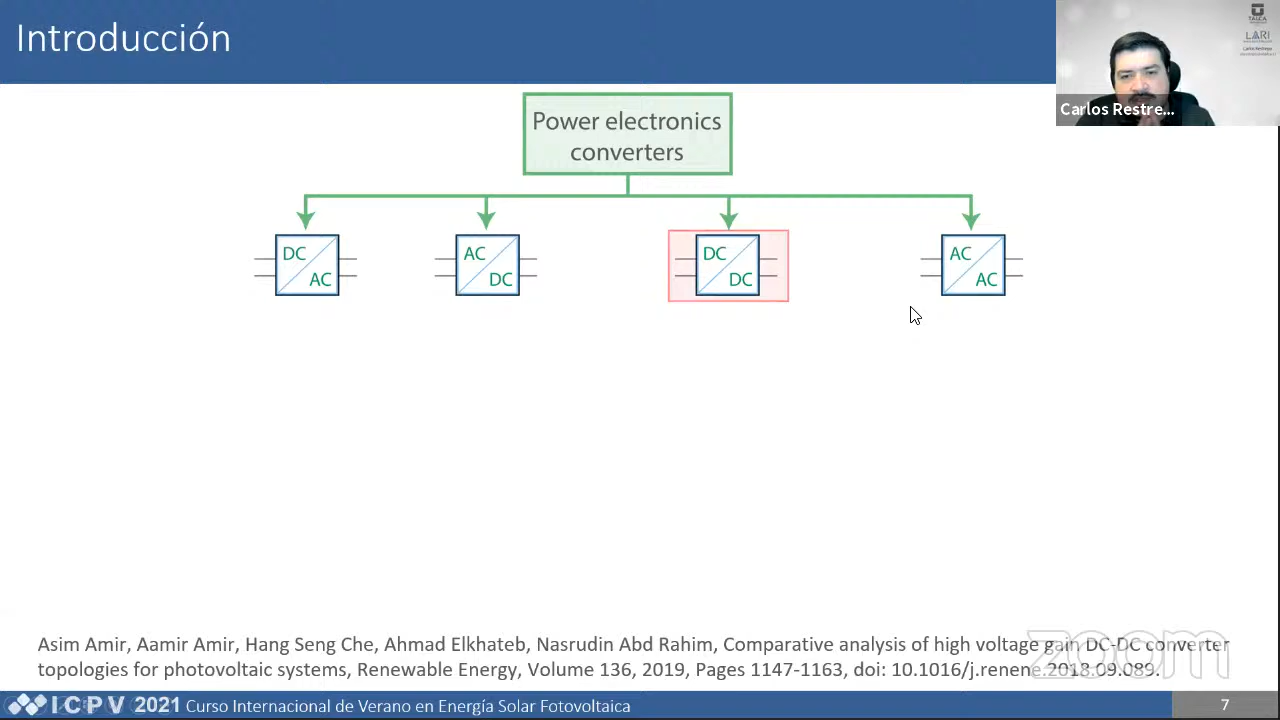 Introducción
TALCA
LARI
Carlos Restre...
Power electronics
converters
DC
AC
AC
DC
DC
DC
AC
AC
Asim Amir, Aamir Amir, Hang Seng Che, Ahmad Elkhateb, Nasrudin Abd Rahim, Comparative analysis of high voltage gain DC-DC converter
topologies for photovoltaic systems, Renewable Energy, Volume 136, 2019, Pages 1147-1163, doi: 10.1016/j.renene.2018.09.089.
zoom
ICPV 2021 Curso Internacional de Verano en Energía Solar Fotovoltaica
7